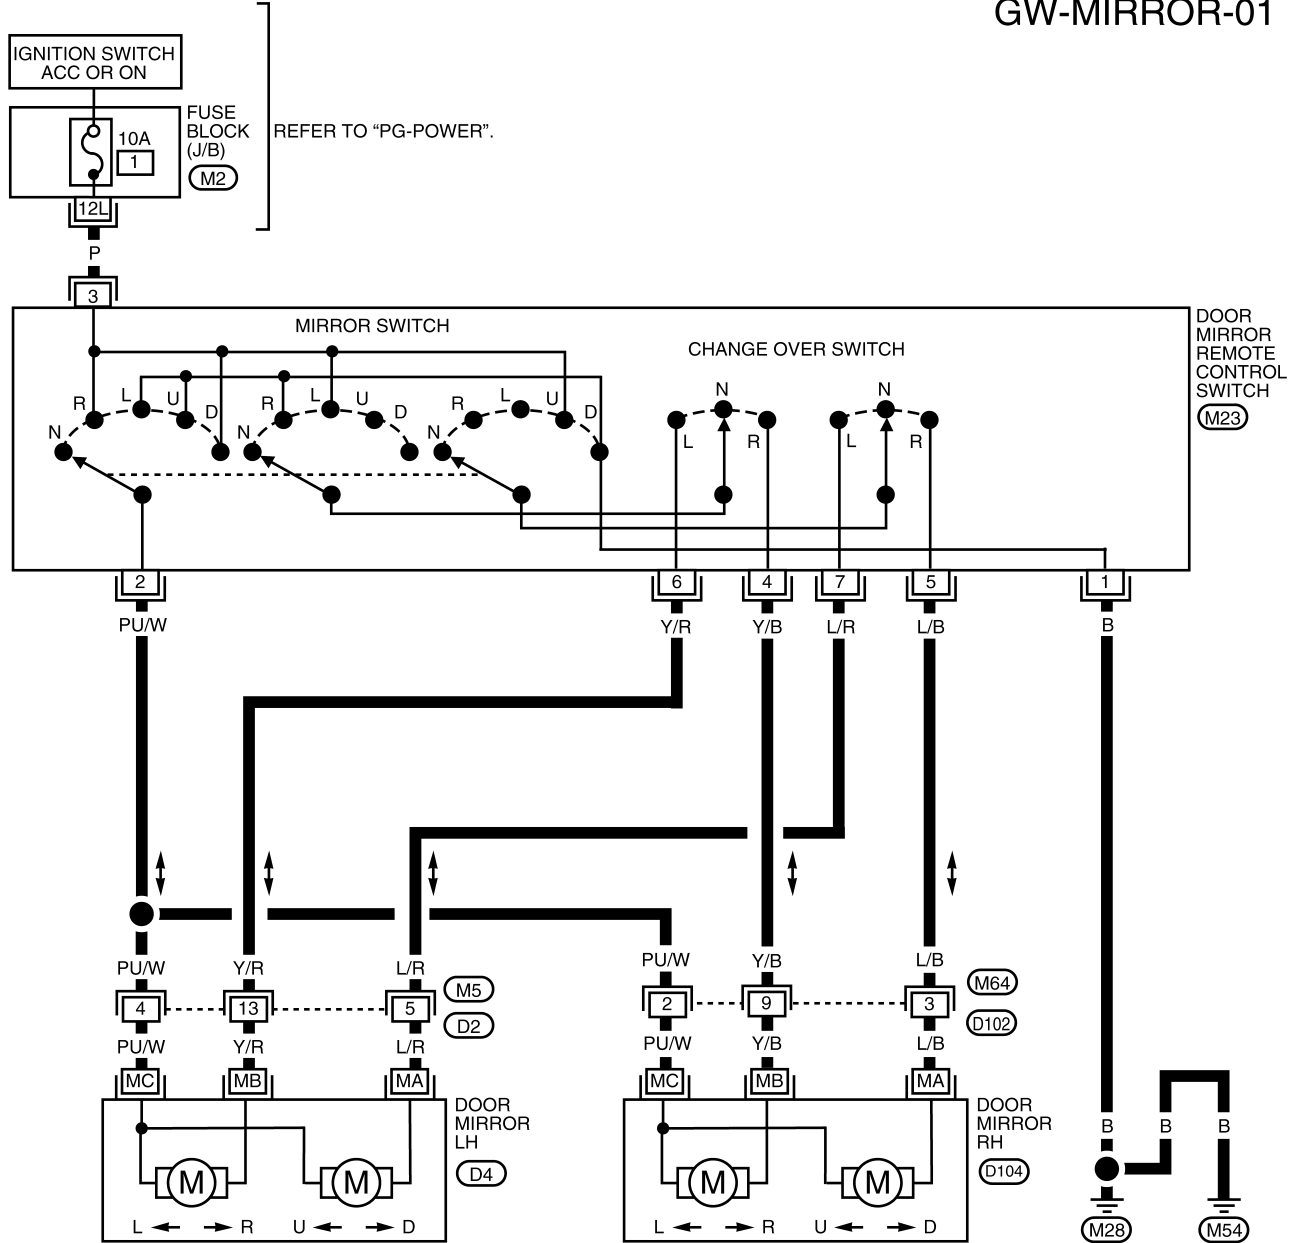 GW-MIRROR-01
IGNITION SWITCH
ACC OR ON
FUSE
BLOCK
(J/B)
M2
10A
1
REFER TO “PG-POWER”.
12L
P
3
MIRROR SWITCH
CHANGE OVER SWITCH
DOOR
MIRROR
REMOTE
CONTROL
SWITCH
M23
N R L U D N R L U D N R L U D L N R L N R
2 6 4 7 5 1
PU/W Y/R Y/B L/R L/B B
PU/W Y/R L/R PU/W Y/B L/B
M5
M64
4 13 5 2 9 3
D2
D102
PU/W Y/R L/R PU/W Y/B L/B
MC MB MA MC MB MA
DOOR
MIRROR
LH
D4
DOOR
MIRROR
RH
D104
B B B
M M M M
L R U D L R U D
M28 M54